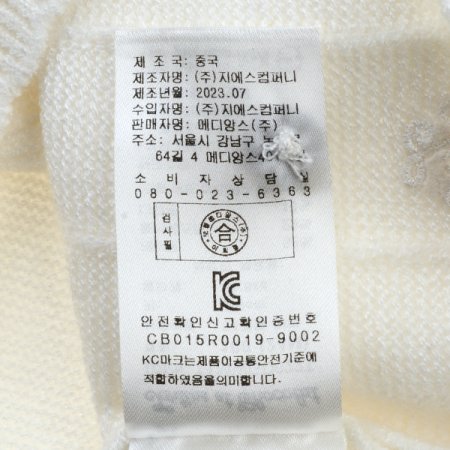 제 조 국: 중국
제조자명: (주)지에스컴퍼니
제조년월: 2023.07
수입자명: (주)지에스컴퍼니
판매자명: 메디앙스(주)
주소: 서울시 강남구
64길 4 메디앙스
소 비 자 상 담
080-023-6363
검사필
合
KC
안전확인신고확인증번호
CB015R0019-9002
KC마크는제품이공통안전기준에
적합하였음을의미합니다.